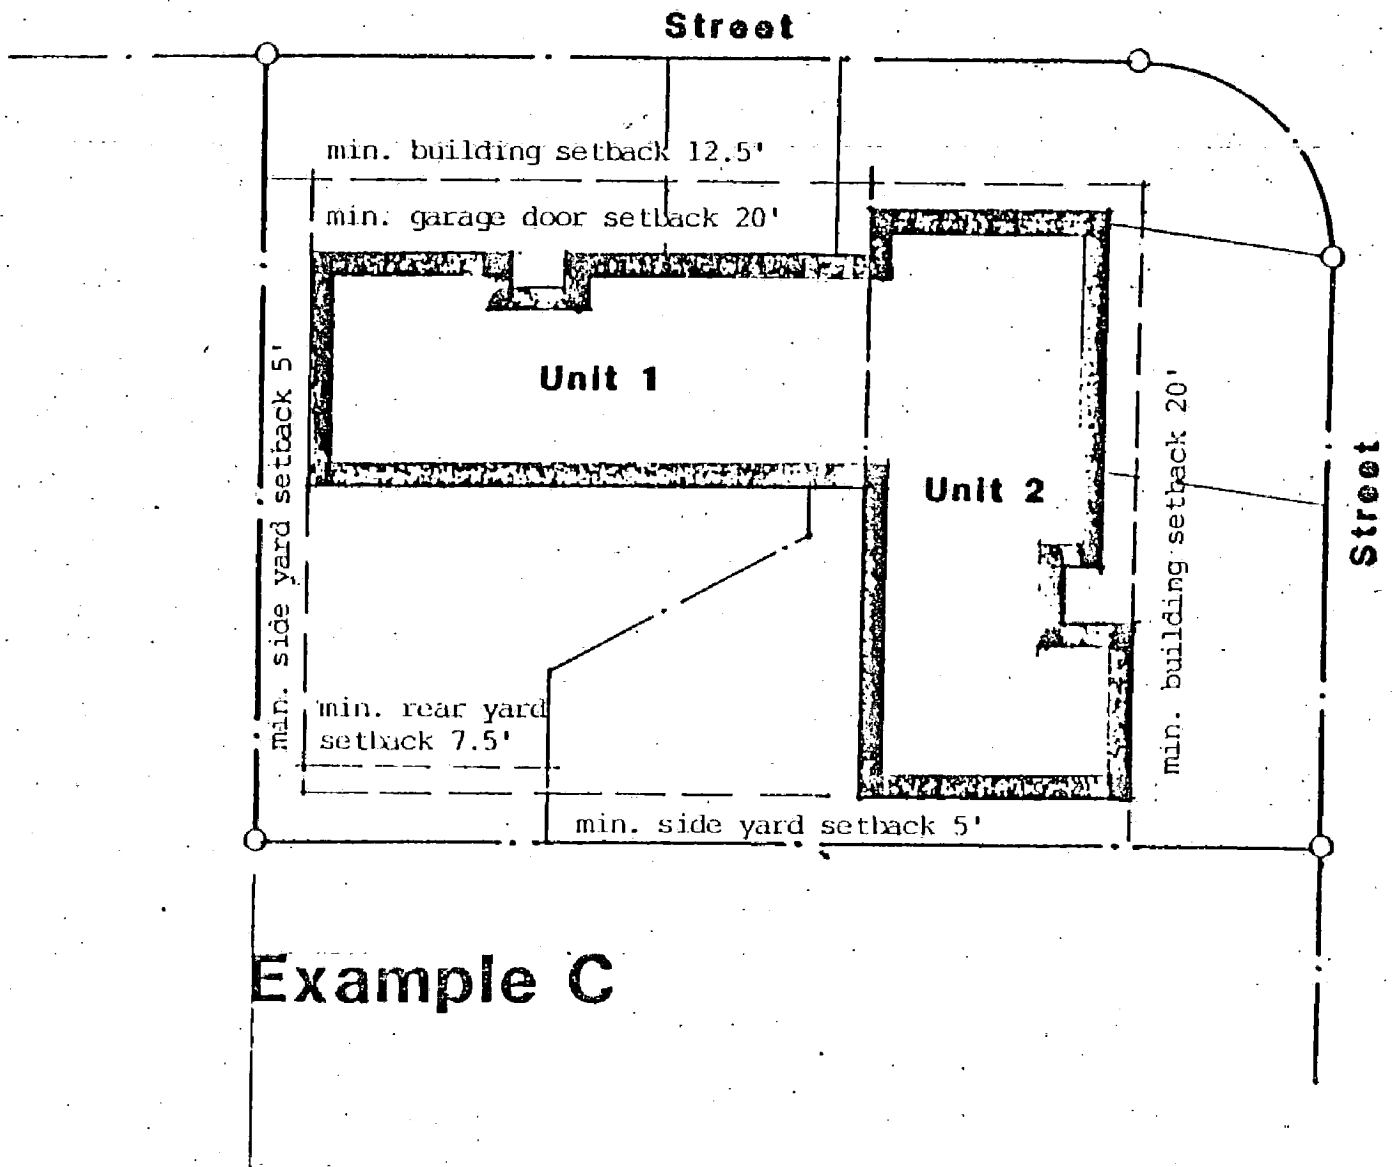 Street
min. building setback 12.5'
min. garage door setback 20'
Unit 1
Unit 2
min. side yard setback 5'
min. building setback 20'
Street
min. rear yard
setback 7.5'
min. side yard setback 5'
Example C